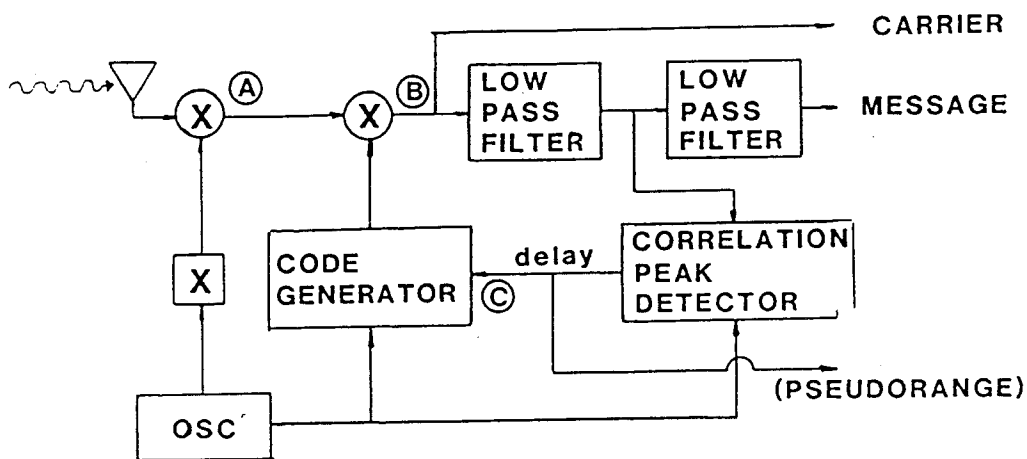 CARRIER
A
B
LOW
PASS
FILTER
LOW
PASS
FILTER
MESSAGE
X
X
X
CODE
GENERATOR
delay
C
CORRELATION
PEAK
DETECTOR
(PSEUDORANGE)
OSC